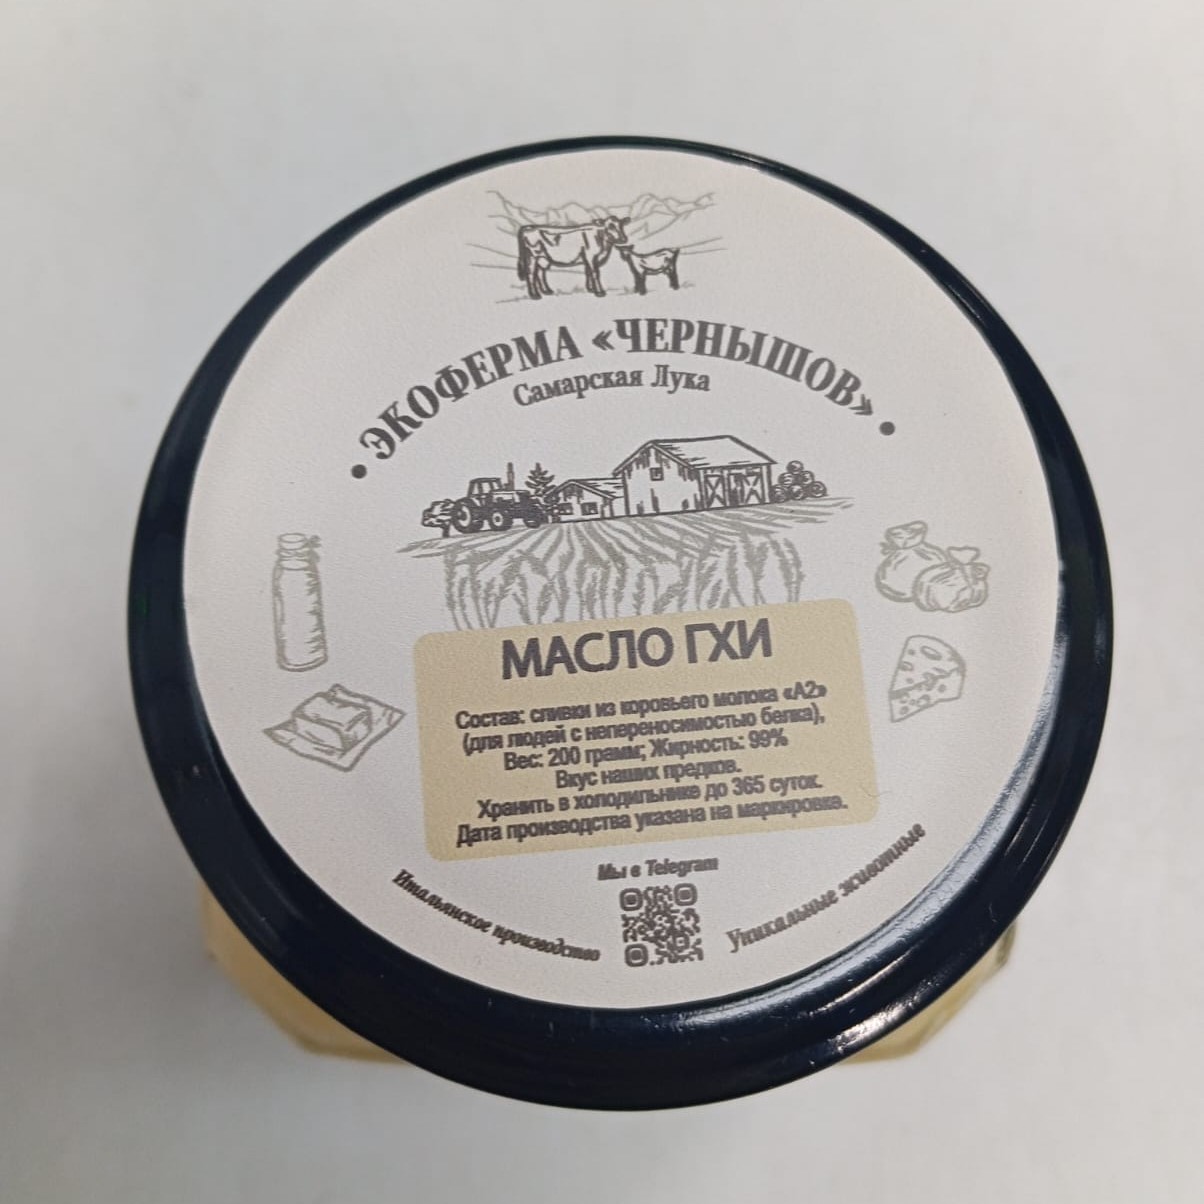 ЭКОФЕРМА «ЧЕРНЫШОВ»
Самарская Лука
МАСЛО ГХИ
Состав: сливки из коровьего молока «А2»
(для людей с непереносимостью белка),
Вес: 200 грамм; Жирность: 99%
Вкус наших предков.
Хранить в холодильнике до 365 суток.
Дата производства указана на маркировке.
Мы в Telegram
Итальянское производство
Уникальные животные